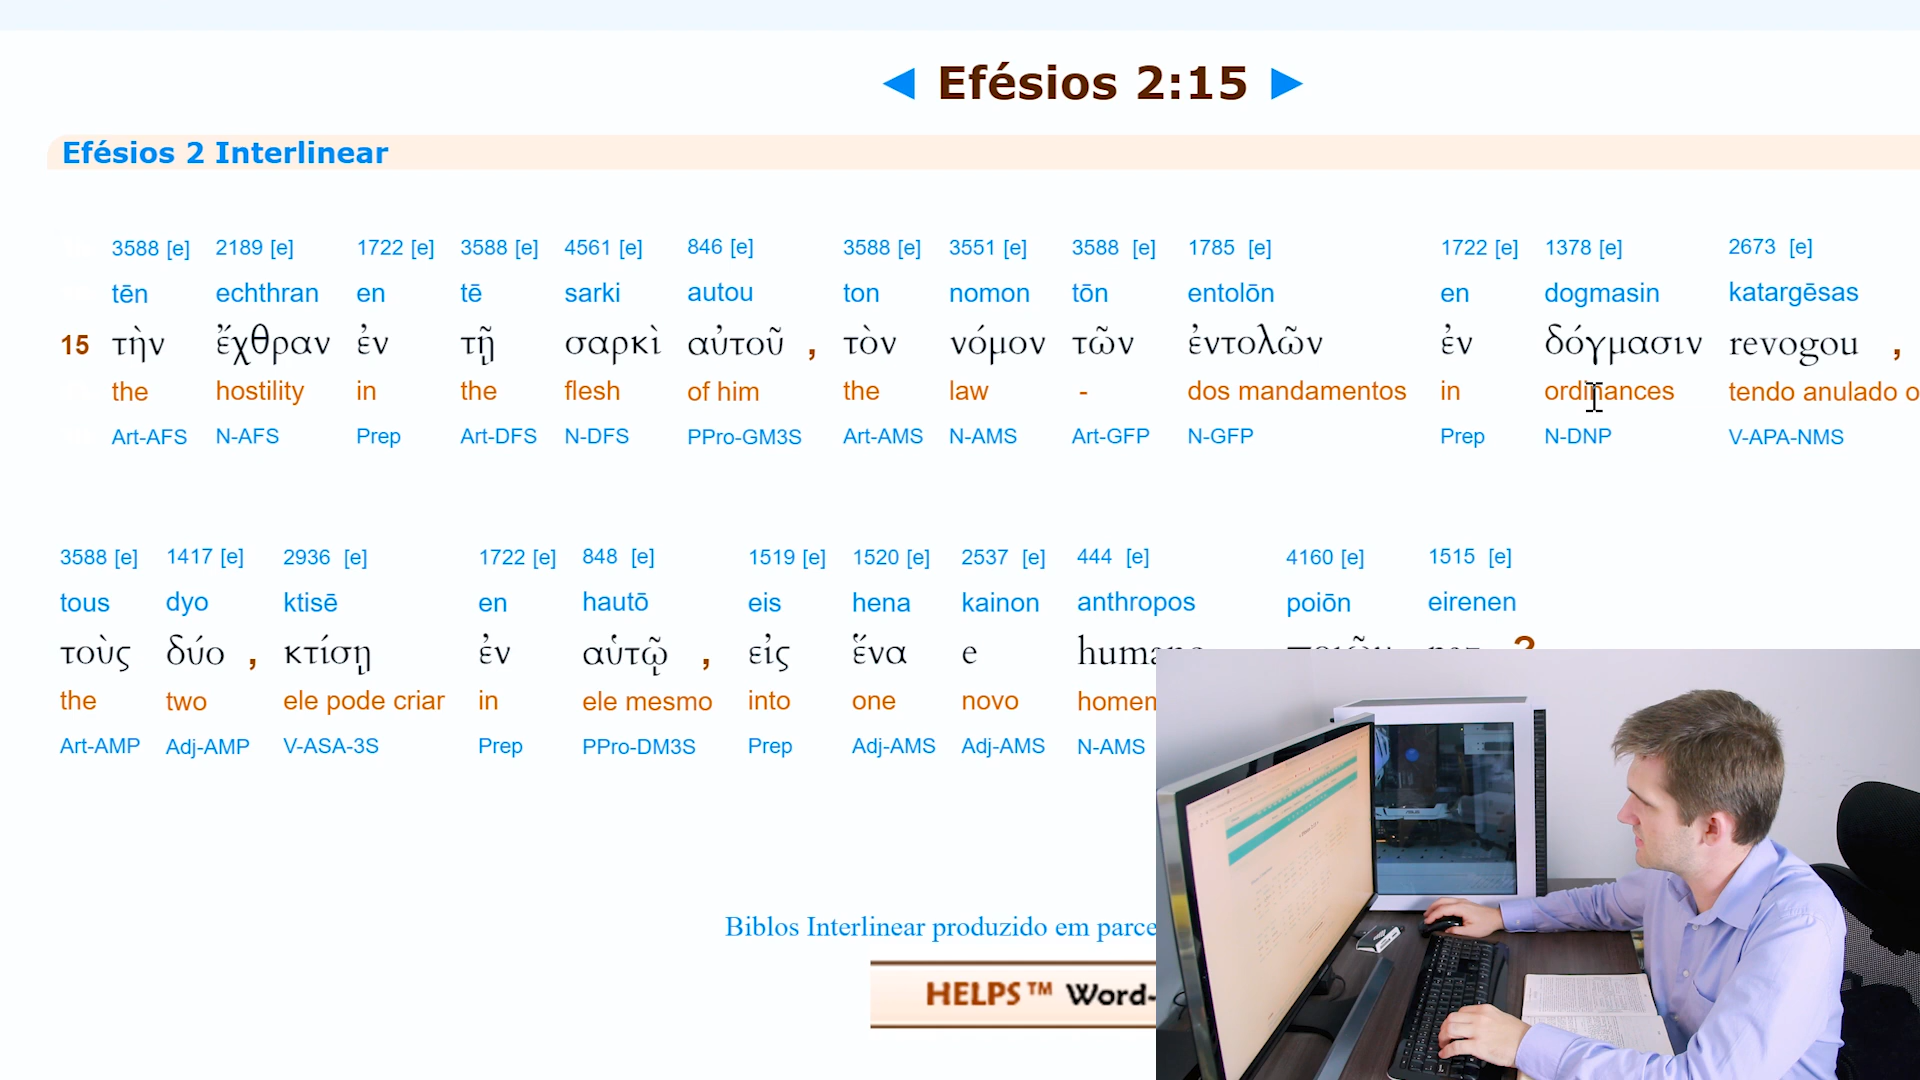 ◄ Efésios 2:15 ►
Efésios 2 Interlinear
3588 [e] 2189 [e] 1722 [e] 3588 [e] 4561 [e] 846 [e] 3588 [e] 3551 [e] 3588 [e] 1785 [e] 1722 [e] 1378 [e] 2673 [e]
tēn echthran en tē sarki autou ton nomon tōn entolōn en dogmasin katargēsas
15 τὴν ἔχθραν ἐν τῇ σαρκὶ αὐτοῦ , τὸν νόμον τῶν ἐντολῶν ἐν δόγμασιν revogou ,
the hostility in the flesh of him the law - dos mandamentos in ordinances tendo anulado o
Art-AFS N-AFS Prep Art-DFS N-DFS PPro-GM3S Art-AMS N-AMS Art-GFP N-GFP Prep N-DNP V-APA-NMS
3588 [e] 1417 [e] 2936 [e] 1722 [e] 848 [e] 1519 [e] 1520 [e] 2537 [e] 444 [e] 4160 [e] 1515 [e]
tous dyo ktisē en hautō eis hena kainon anthropos poiōn eirenen
τοὺς δύο , κτίσῃ ἐν αὑτῷ , εἰς ἕνα e
the two ele pode criar in ele mesmo into one novo homem
Art-AMP Adj-AMP V-ASA-3S Prep PPro-DM3S Prep Adj-AMS Adj-AMS N-AMS
Biblos Interlinear produzido em parce
HELPS™ Word-